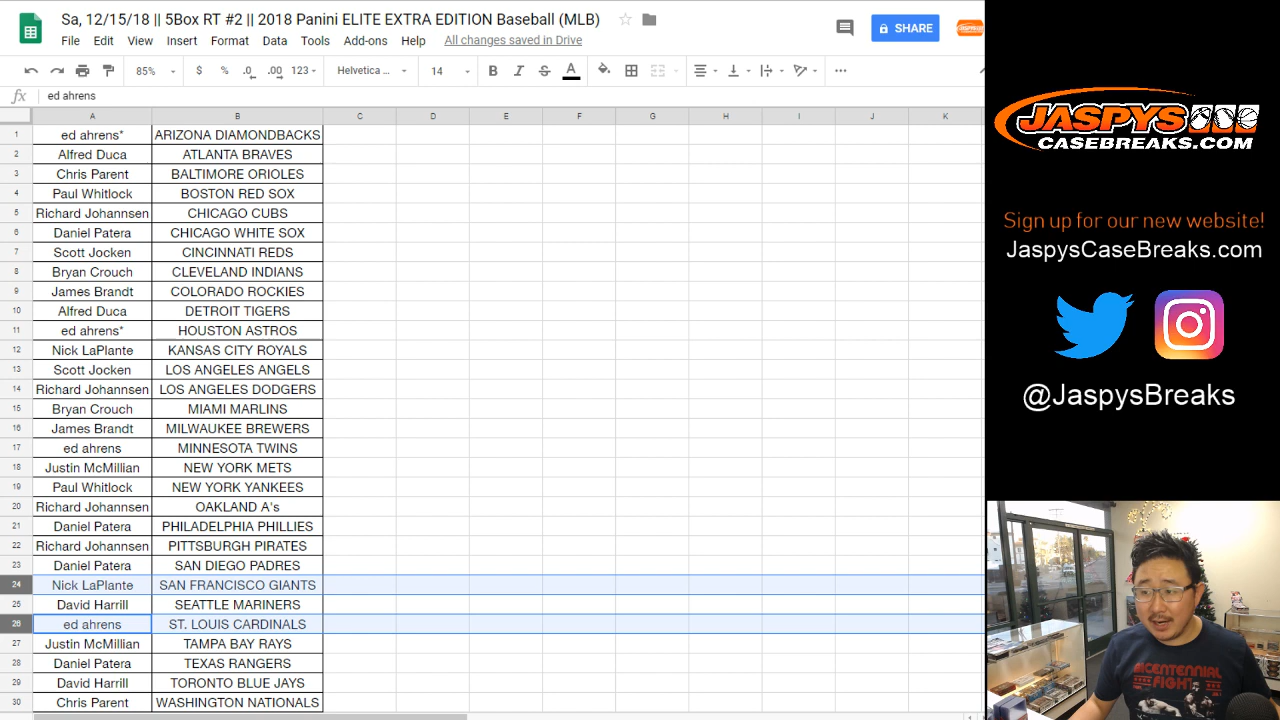 Sa, 12/15/18 || 5Box RT #2 || 2018 Panini ELITE EXTRA EDITION Baseball (MLB)
File Edit View Insert Format Data Tools Add-ons Help All changes saved in Drive
SHARE
85% $ % .0 .00 123 Helvetica ... 14 B I S A
fx ed ahrens
A B C D E F G H I J K
1 ed ahrens* ARIZONA DIAMONDBACKS
2 Alfred Duca ATLANTA BRAVES
3 Chris Parent BALTIMORE ORIOLES
4 Paul Whitlock BOSTON RED SOX
5 Richard Johannsen CHICAGO CUBS
6 Daniel Patera CHICAGO WHITE SOX
7 Scott Jocken CINCINNATI REDS
8 Bryan Crouch CLEVELAND INDIANS
9 James Brandt COLORADO ROCKIES
10 Alfred Duca DETROIT TIGERS
11 ed ahrens* HOUSTON ASTROS
12 Nick LaPlante KANSAS CITY ROYALS
13 Scott Jocken LOS ANGELES ANGELS
14 Richard Johannsen LOS ANGELES DODGERS
15 Bryan Crouch MIAMI MARLINS
16 James Brandt MILWAUKEE BREWERS
17 ed ahrens MINNESOTA TWINS
18 Justin McMillian NEW YORK METS
19 Paul Whitlock NEW YORK YANKEES
20 Richard Johannsen OAKLAND A's
21 Daniel Patera PHILADELPHIA PHILLIES
22 Richard Johannsen PITTSBURGH PIRATES
23 Daniel Patera SAN DIEGO PADRES
24 Nick LaPlante SAN FRANCISCO GIANTS
25 David Harrill SEATTLE MARINERS
26 ed ahrens ST. LOUIS CARDINALS
27 Justin McMillian TAMPA BAY RAYS
28 Daniel Patera TEXAS RANGERS
29 David Harrill TORONTO BLUE JAYS
30 Chris Parent WASHINGTON NATIONALS
JASPYS
CASEBREAKS.COM
Sign up for our new website!
JaspysCaseBreaks.com
@JaspysBreaks
BICENTENNIAL
FIGHT